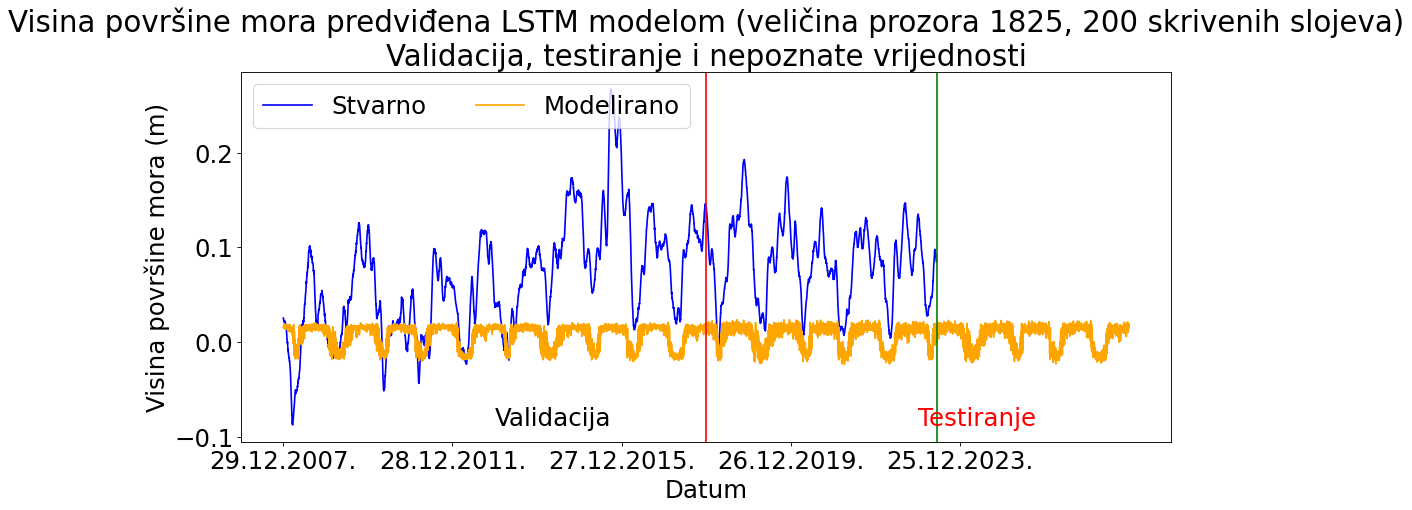 Visina površine mora predviđena LSTM modelom (veličina prozora 1825, 200 skrivenih slojeva)
Validacija, testiranje i nepoznate vrijednosti
Stvarno Modelirano
Visina površine mora (m)
0.2
0.1
0.0
−0.1
Validacija Testiranje
29.12.2007. 28.12.2011. 27.12.2015. 26.12.2019. 25.12.2023.
Datum